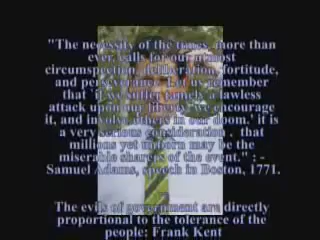 "The necessity of the times, more than
ever, calls for our utmost
circumspection, deliberation, fortitude,
and perseverance. Let us remember
that 'if we suffer tamely a lawless
attack upon our liberty, we encourage
it, and involve others in our doom.' it is
a very serious consideration . that
millions yet unborn may be the
miserable sharers of the event." : -
Samuel Adams, speech in Boston, 1771.
The evils of government are directly
proportional to the tolerance of the
people: Frank Kent